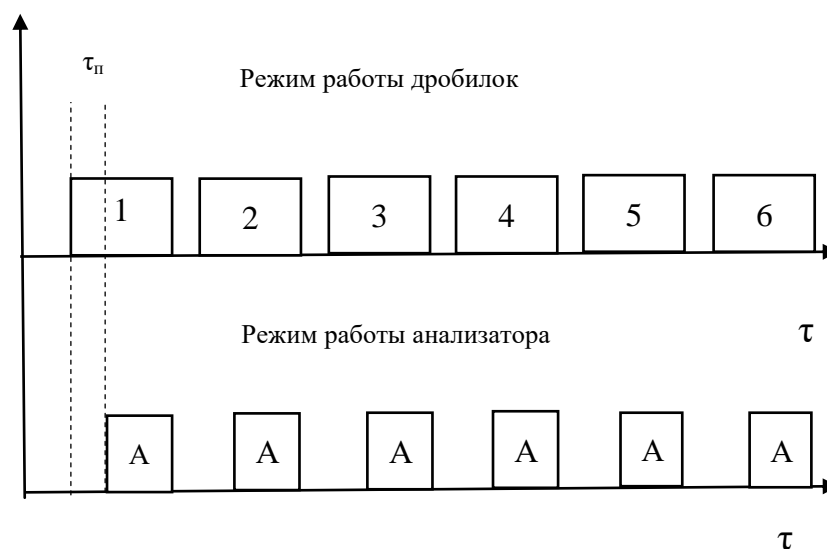 τп
Режим работы дробилок
1 2 3 4 5 6
Режим работы анализатора
τ
А А А А А А
τ